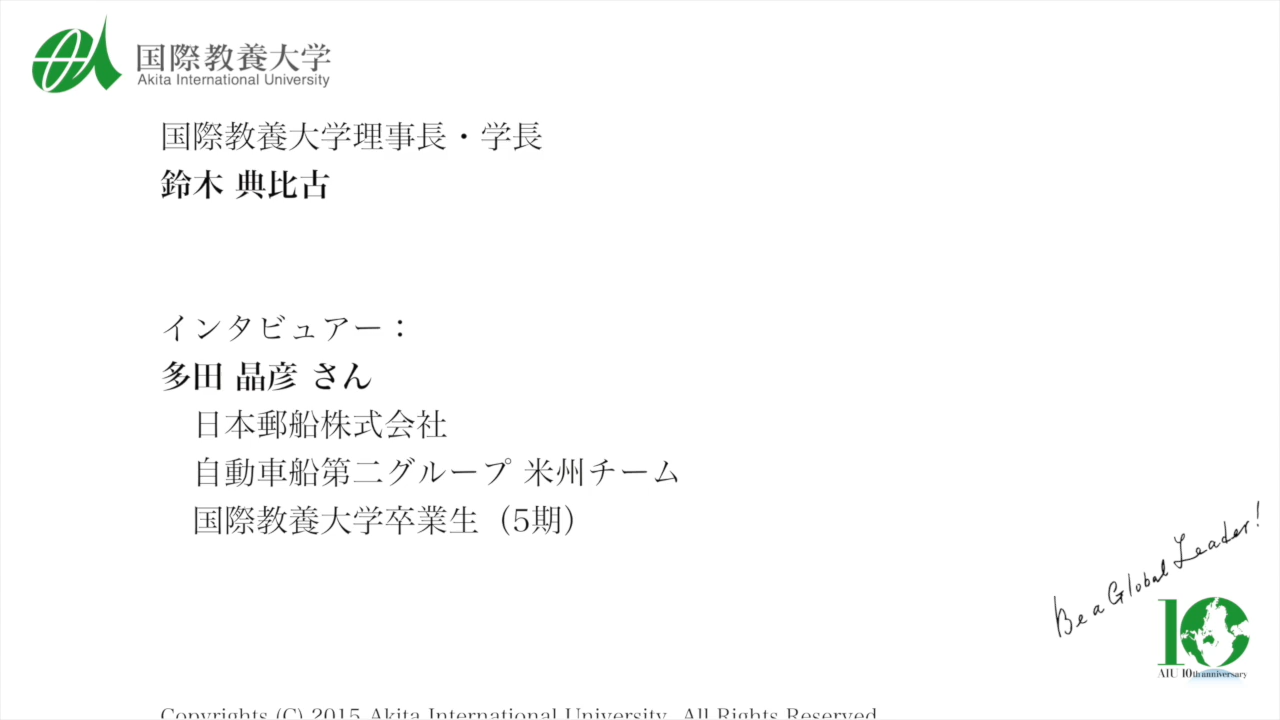 国際教養大学
Akita International University
国際教養大学理事長・学長
鈴木 典比古
インタビュアー：
多田 晶彦 さん
日本郵船株式会社
自動車船第二グループ 米州チーム
国際教養大学卒業生（5期）
Be a Global Leader!
10
AIU 10th anniversary
Copyrights (C) 2015 Akita International University. All Rights Reserved